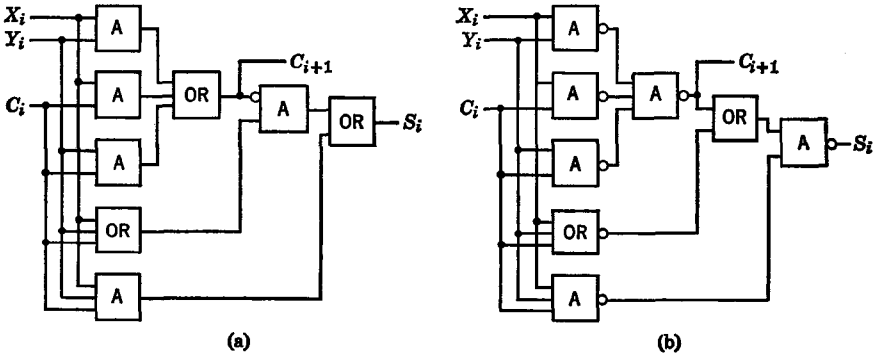 X_i
Y_i
C_i
A
A
A
OR
A
OR
A
OR
C_{i+1}
S_i
(a)
X_i
Y_i
C_i
A
A
A
OR
A
A
OR
A
C_{i+1}
S_i
(b)